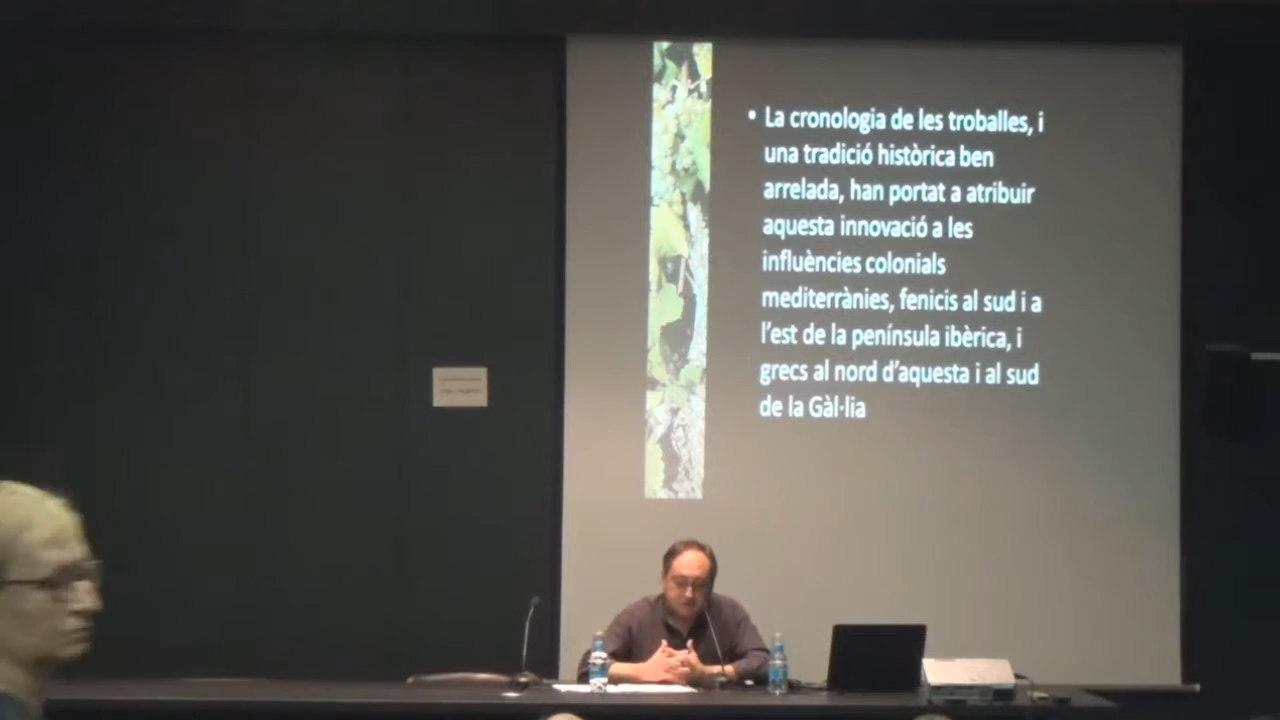 • La cronologia de les troballes, i
una tradició històrica ben
arrelada, han portat a atribuir
aquesta innovació a les
influències colonials
mediterrànies, fenicis al sud i a
l'est de la península ibèrica, i
grecs al nord d'aquesta i al sud
de la Gàl·lia